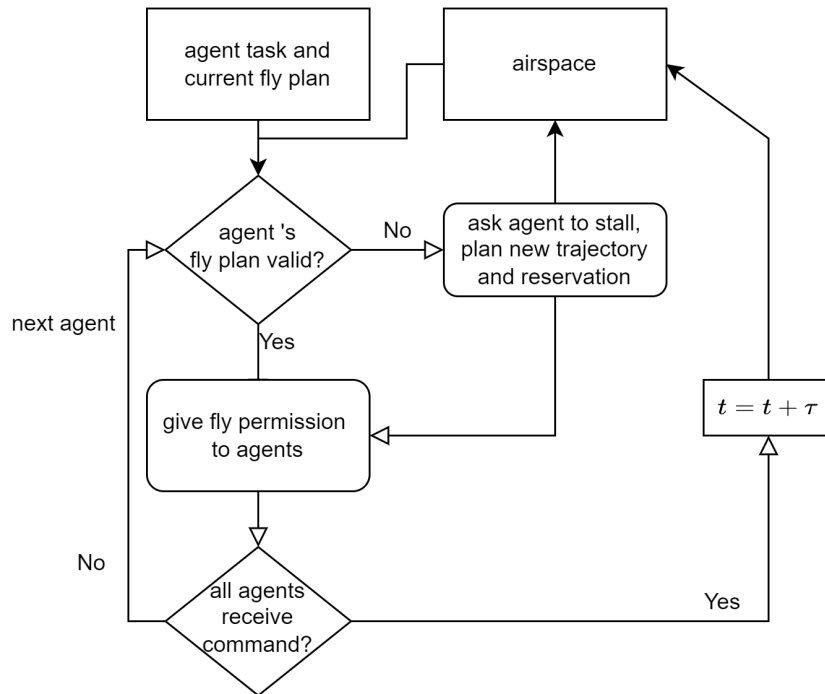 agent task and
current fly plan
airspace
agent 's
fly plan valid?
No
ask agent to stall,
plan new trajectory
and reservation
next agent
Yes
give fly permission
to agents
t = t + τ
No
all agents
receive
command?
Yes